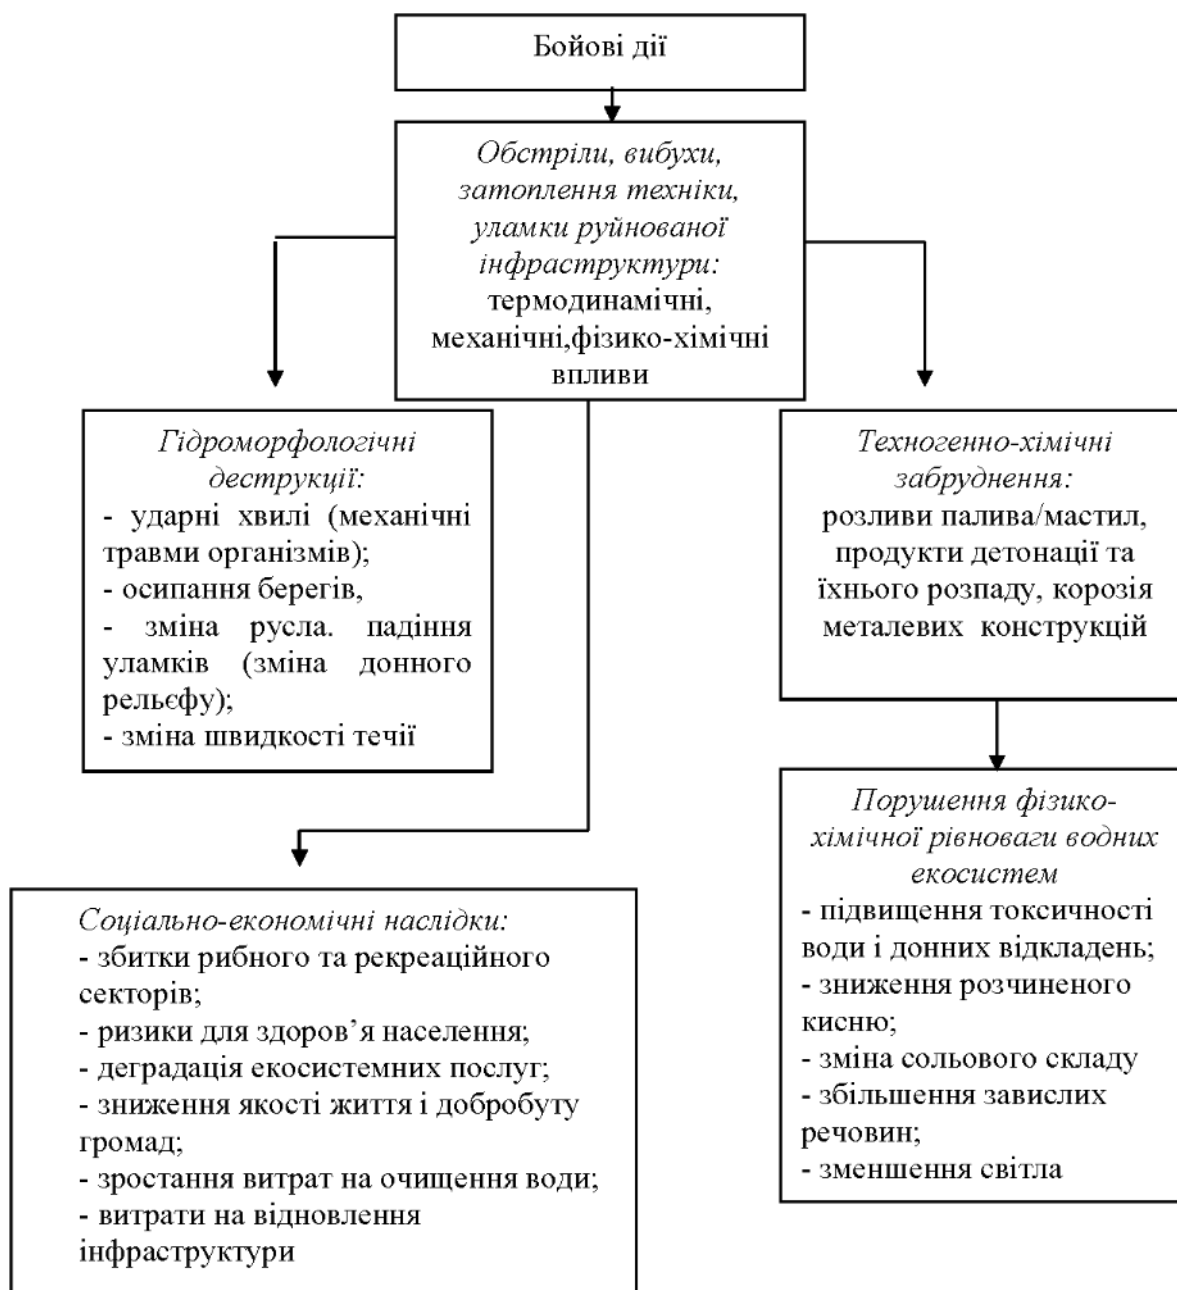 Бойові дії
Обстріли, вибухи,
затоплення техніки,
уламки руйнованої
інфраструктури:
термодинамічні,
механічні,фізико-хімічні
впливи
Гідроморфологічні
деструкції:
- ударні хвилі (механічні
травми організмів);
- осипання берегів,
- зміна русла. падіння
уламків (зміна донного
рельєфу);
- зміна швидкості течії
Техногенно-хімічні
забруднення:
розливи палива/мастил,
продукти детонації та
їхнього розпаду, корозія
металевих конструкцій
Порушення фізико-
хімічної рівноваги водних
екосистем
- підвищення токсичності
води і донних відкладень;
- зниження розчиненого
кисню;
- зміна сольового складу
- збільшення завислих
речовин;
- зменшення світла
Соціально-економічні наслідки:
- збитки рибного та рекреаційного
секторів;
- ризики для здоров’я населення;
- деградація екосистемних послуг;
- зниження якості життя і добробуту
громад;
- зростання витрат на очищення води;
- витрати на відновлення
інфраструктури